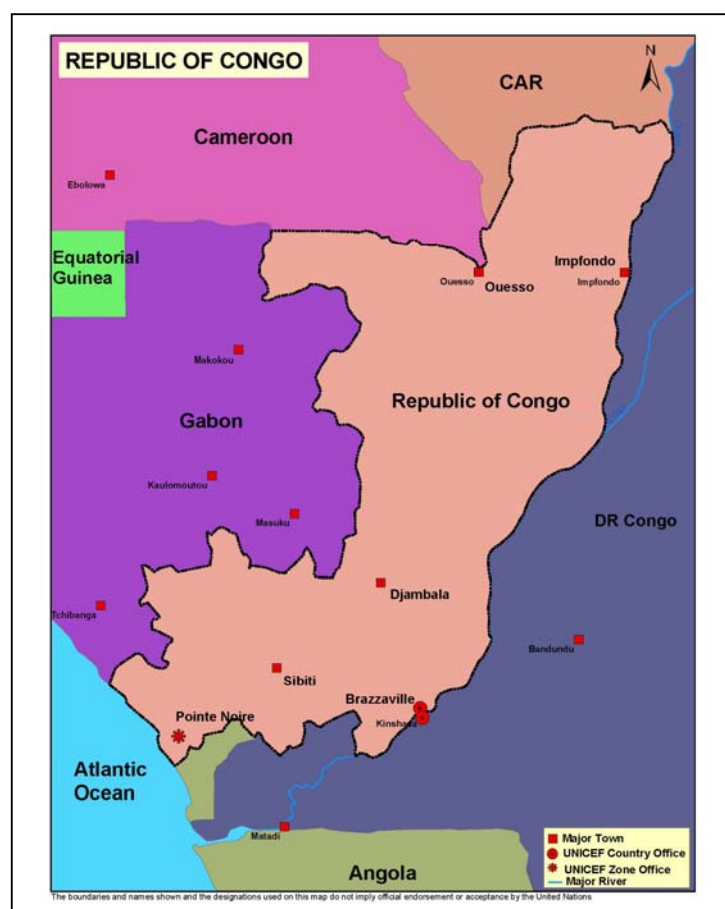 REPUBLIC OF CONGO
N
CAR
Cameroon
Ebolowa
Equatorial
Guinea
Impfondo
Ouesso
Ouesso
Impfondo
Makokou
Republic of Congo
Gabon
Kaulomoutou
Masuku
DR Congo
Djambala
Tchibanga
Bandundu
Sibiti
Brazzaville
Pointe Noire
Kinshasa
Atlantic
Ocean
Matadi
Major Town
UNICEF Country Office
UNICEF Zone Office
Major River
Angola
The boundaries and names shown and the designations used on this map do not imply official endorsement or acceptance by the United Nations